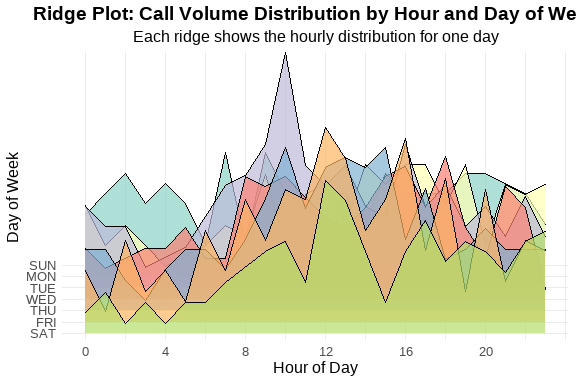 Ridge Plot: Call Volume Distribution by Hour and Day of We
Each ridge shows the hourly distribution for one day
Day of Week
SUN
MON
TUE
WED
THU
FRI
SAT
0 4 8 12 16 20
Hour of Day